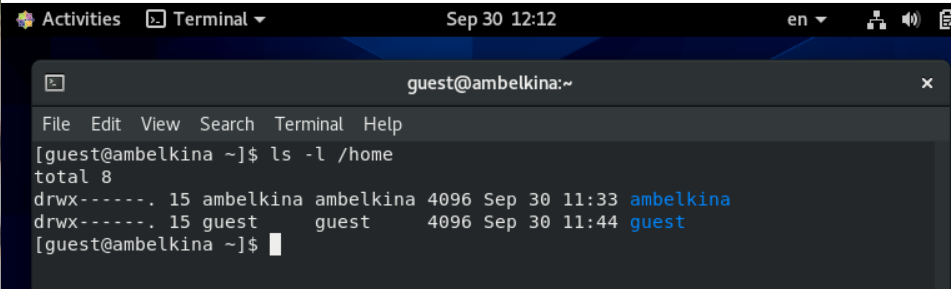 Activities Terminal Sep 30 12:12 en
guest@ambelkina:~ ×
File Edit View Search Terminal Help
[guest@ambelkina ~]$ ls -l /home
total 8
drwx------. 15 ambelkina ambelkina 4096 Sep 30 11:33 ambelkina
drwx------. 15 guest     guest     4096 Sep 30 11:44 guest
[guest@ambelkina ~]$